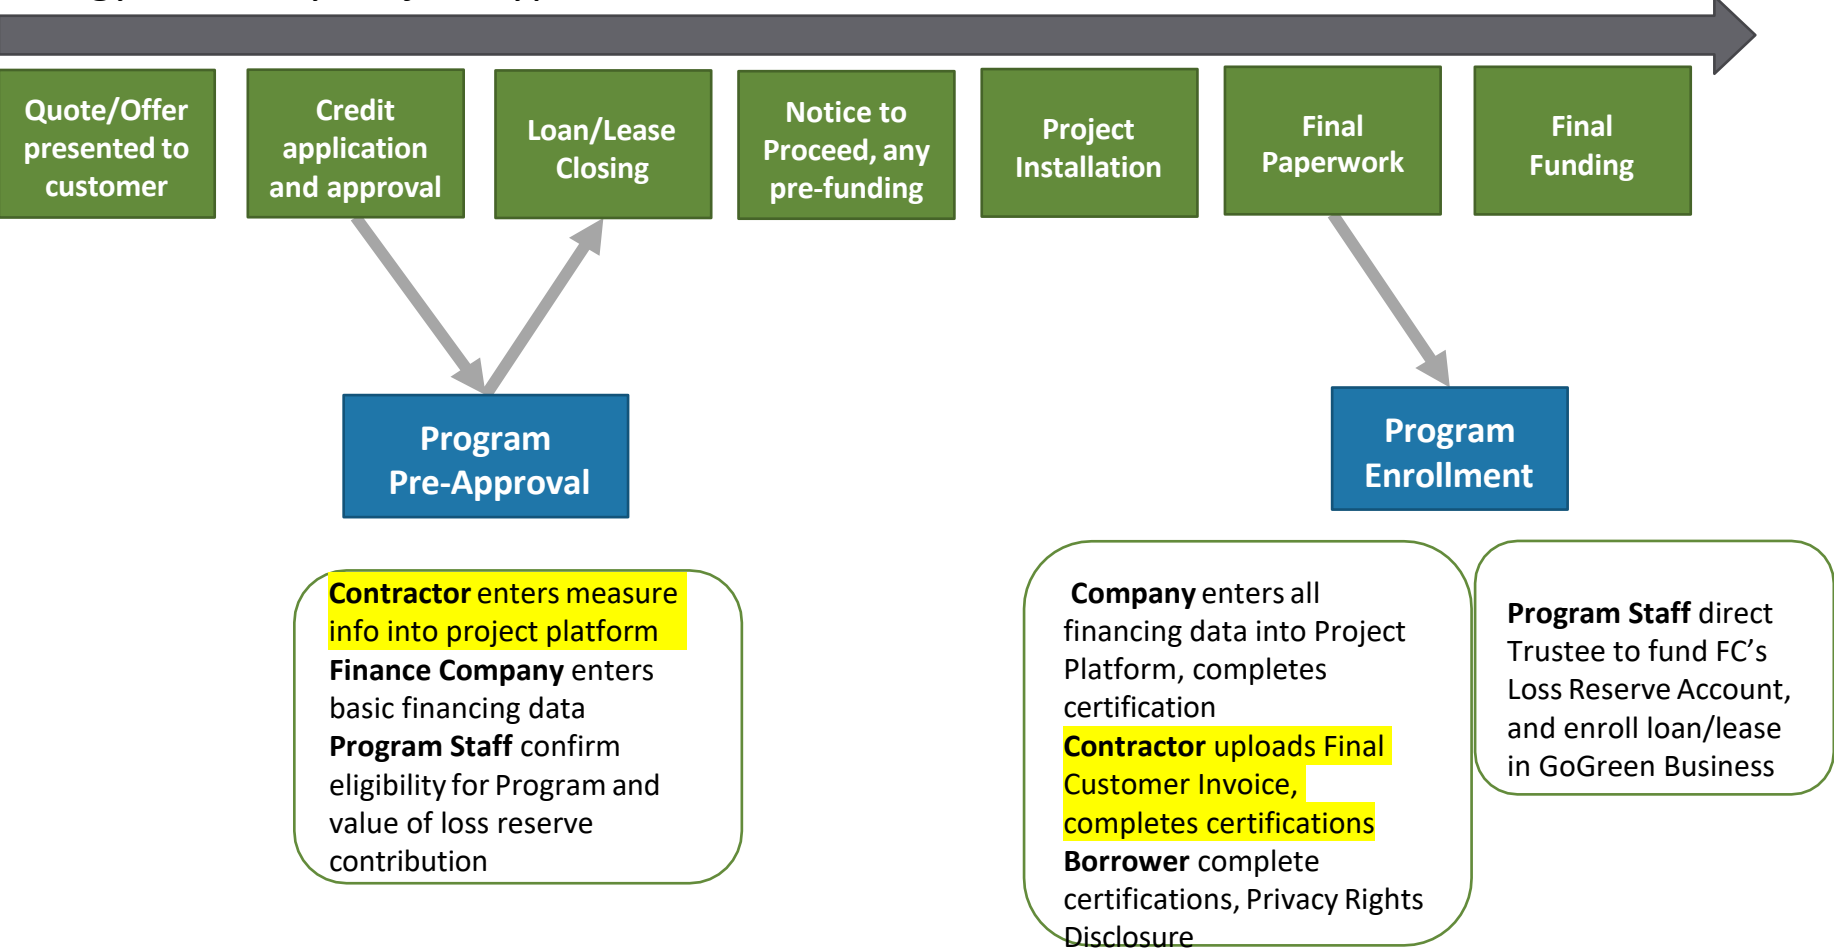 Quote/Offer
presented to
customer
Credit
application
and approval
Loan/Lease
Closing
Notice to
Proceed, any
pre-funding
Project
Installation
Final
Paperwork
Final
Funding
Program
Pre-Approval
Program
Enrollment
Contractor enters measure
info into project platform
Finance Company enters
basic financing data
Program Staff confirm
eligibility for Program and
value of loss reserve
contribution
Company enters all
financing data into Project
Platform, completes
certification
Contractor uploads Final
Customer Invoice,
completes certifications
Borrower complete
certifications, Privacy Rights
Disclosure
Program Staff direct
Trustee to fund FC’s
Loss Reserve Account,
and enroll loan/lease
in GoGreen Business